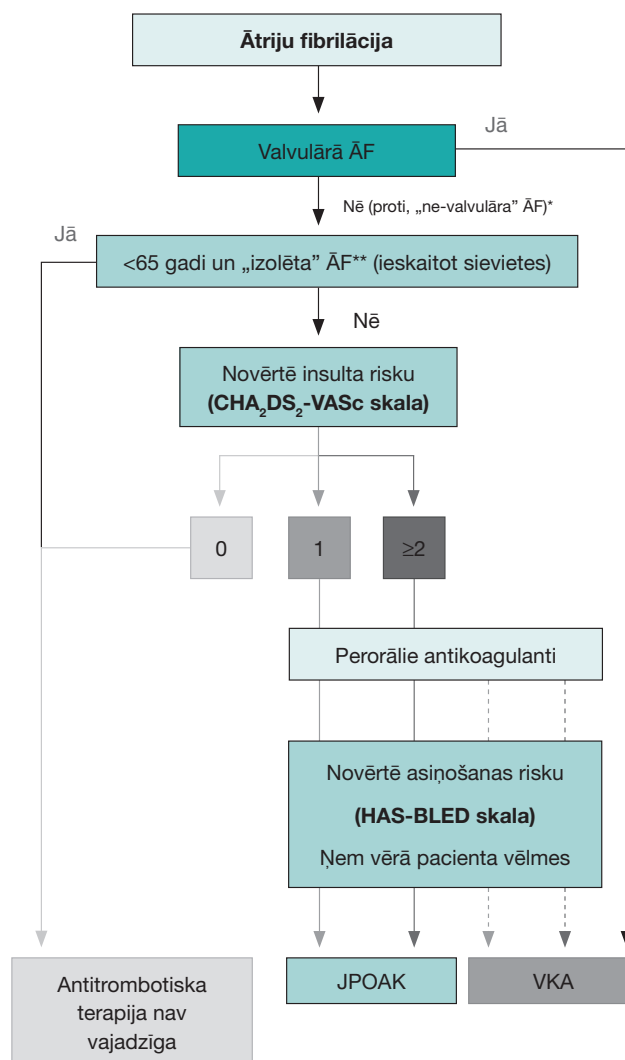 Ātriju fibrilācija
Jā
Valvulārā ĀF
Nē (proti, „ne-valvulāra” ĀF)*
Jā
<65 gadi un „izolēta” ĀF** (ieskaitot sievietes)
Nē
Novērtē insulta risku
(CHA₂DS₂-VASc skala)
0
1
≥2
Perorālie antikoagulanti
Novērtē asiņošanas risku
(HAS-BLED skala)
Ņem vērā pacienta vēlmes
Antitrombotiska
terapija nav
vajadzīga
JPOAK
VKA